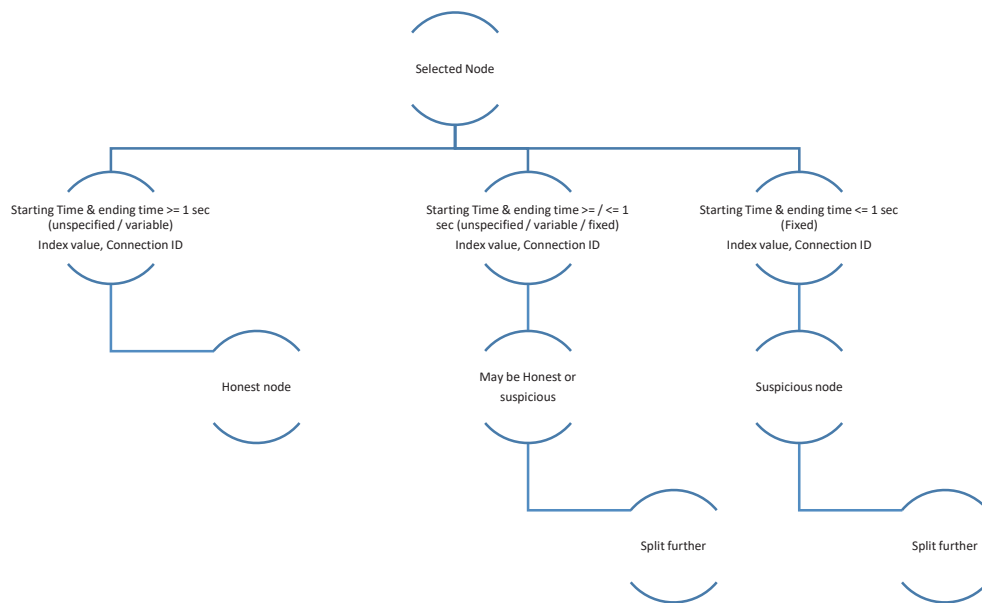 Selected Node
Starting Time & ending time >= 1 sec
(unspecified / variable)
Index value, Connection ID
Starting Time & ending time >= / <= 1
sec (unspecified / variable / fixed)
Index value, Connection ID
Starting Time & ending time <= 1 sec
(Fixed)
Index value, Connection ID
Honest node
May be Honest or
suspicious
Suspicious node
Split further
Split further